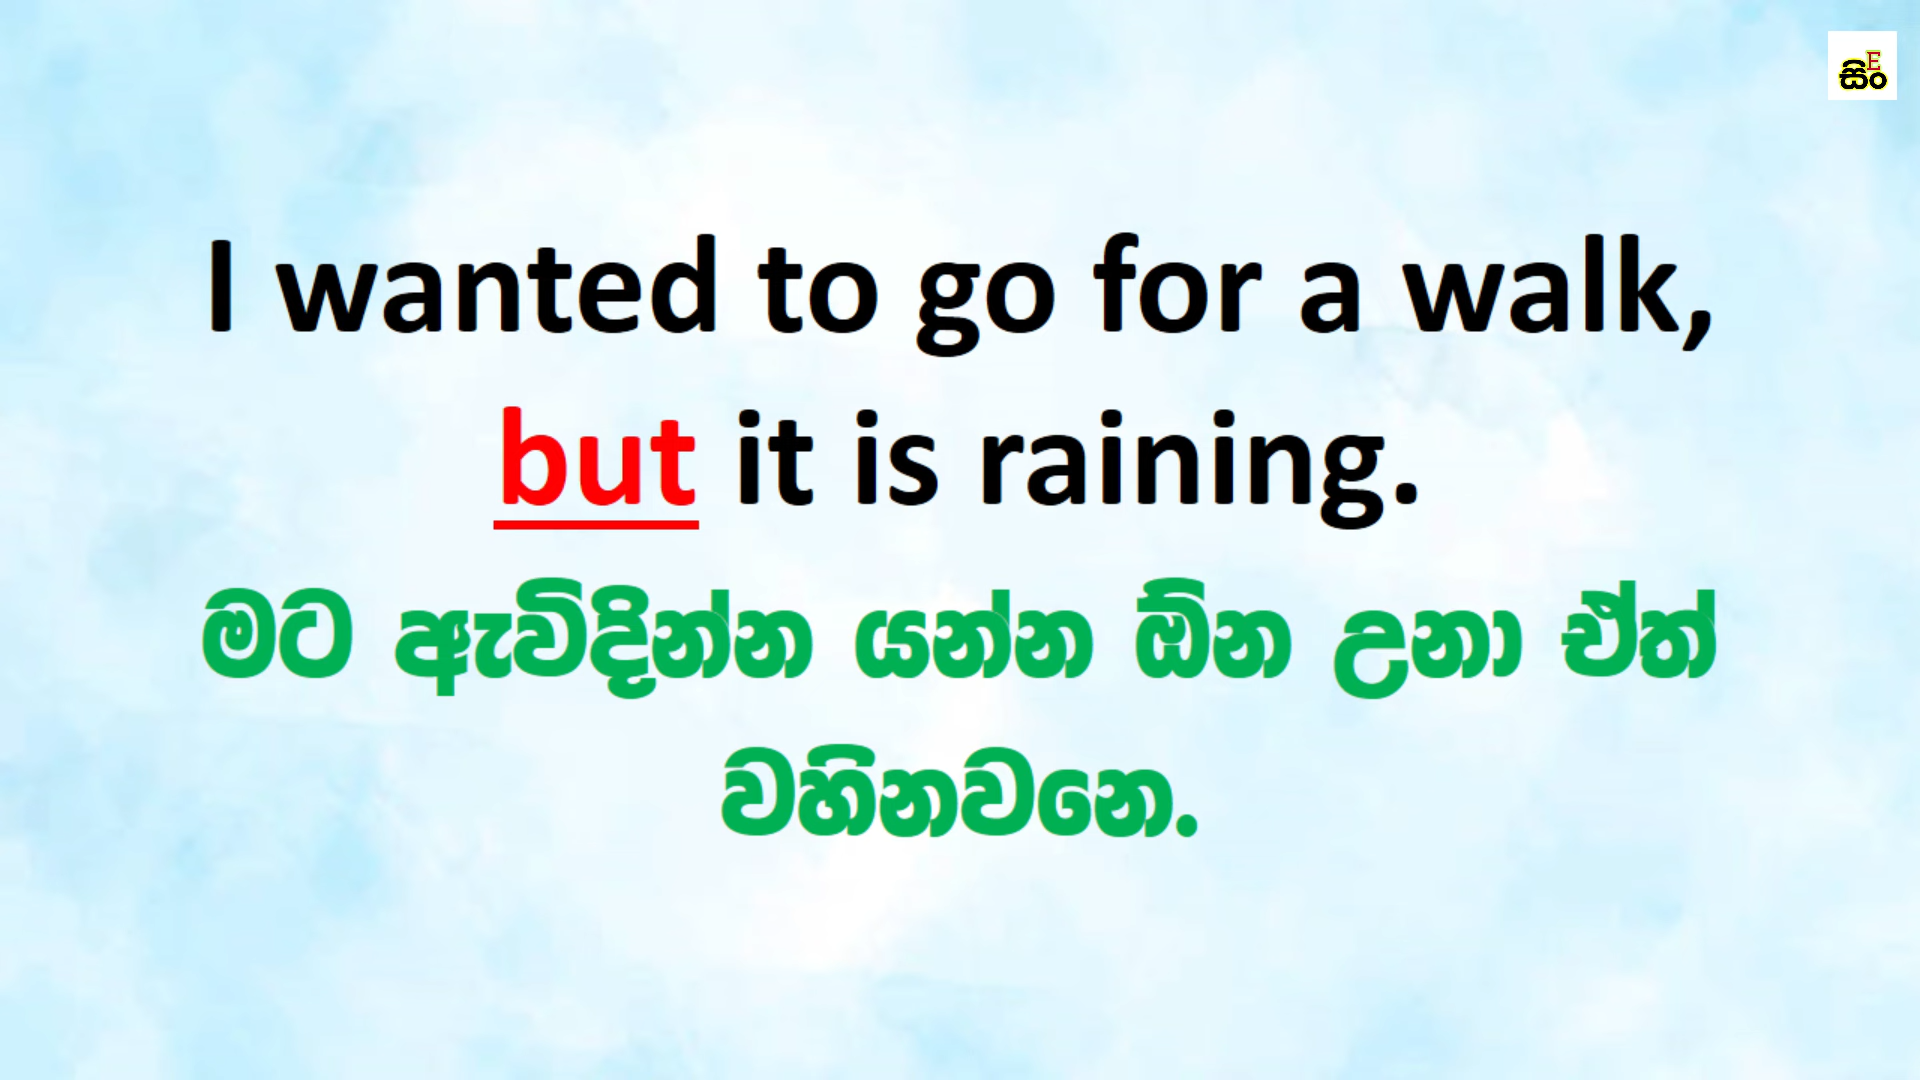 සිංE
I wanted to go for a walk,
but it is raining.
මට ඇවිදින්න යන්න ඕන උනා ඒත්
වහිනවනෙ.